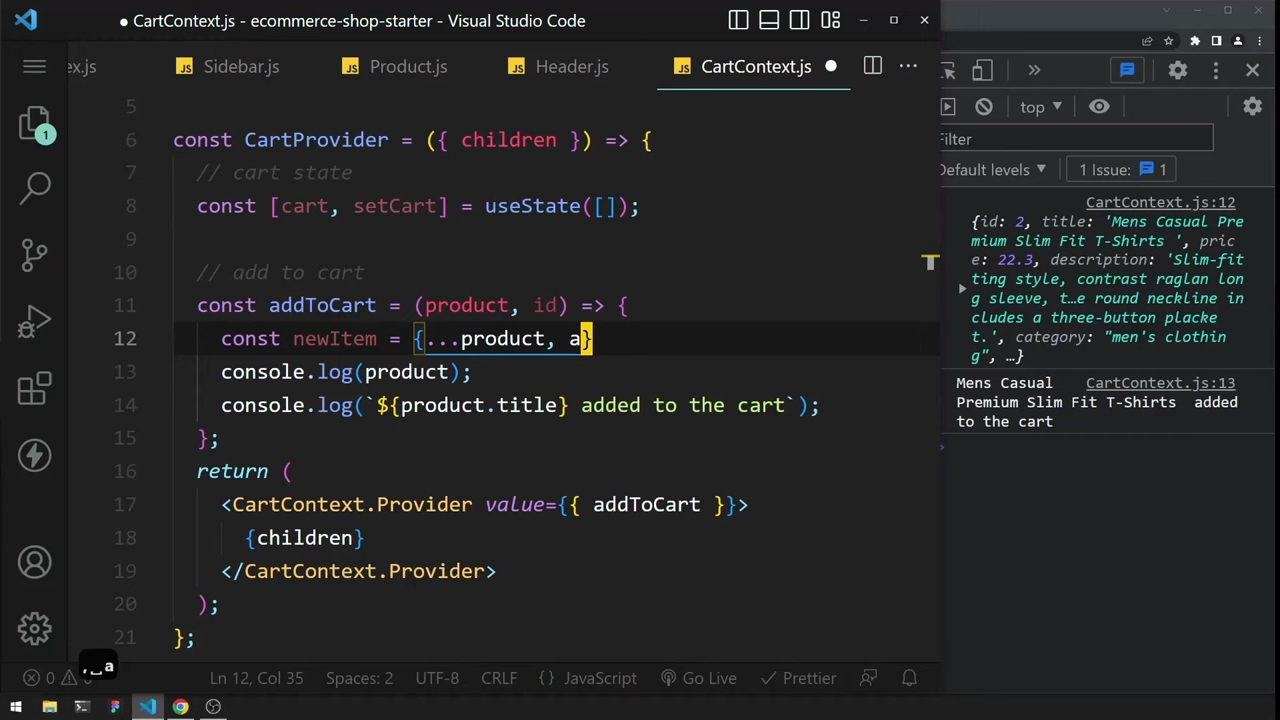 ● CartContext.js - ecommerce-shop-starter - Visual Studio Code
ex.js
JS Sidebar.js
JS Product.js
JS Header.js
JS CartContext.js ●
5
6 const CartProvider = ({ children }) => {
7 // cart state
8 const [cart, setCart] = useState([]);
9
10 // add to cart
11 const addToCart = (product, id) => {
12 const newItem = {...product, a}
13 console.log(product);
14 console.log(`${product.title} added to the cart`);
15 };
16 return (
17 <CartContext.Provider value={{ addToCart }}>
18 {children}
19 </CartContext.Provider>
20 );
21 };
1
,␣a
0
Ln 12, Col 35
Spaces: 2
UTF-8
CRLF
{} JavaScript
Go Live
Prettier
top
Filter
Default levels
1 Issue: 1
CartContext.js:12
{id: 2, title: 'Mens Casual Pre
mium Slim Fit T-Shirts ', pric
e: 22.3, description: 'Slim-fit
ting style, contrast raglan lon
g sleeve, t…e round neckline in
cludes a three-button placke
t.', category: "men's clothin
g", …}
Mens Casual CartContext.js:13
Premium Slim Fit T-Shirts added
to the cart